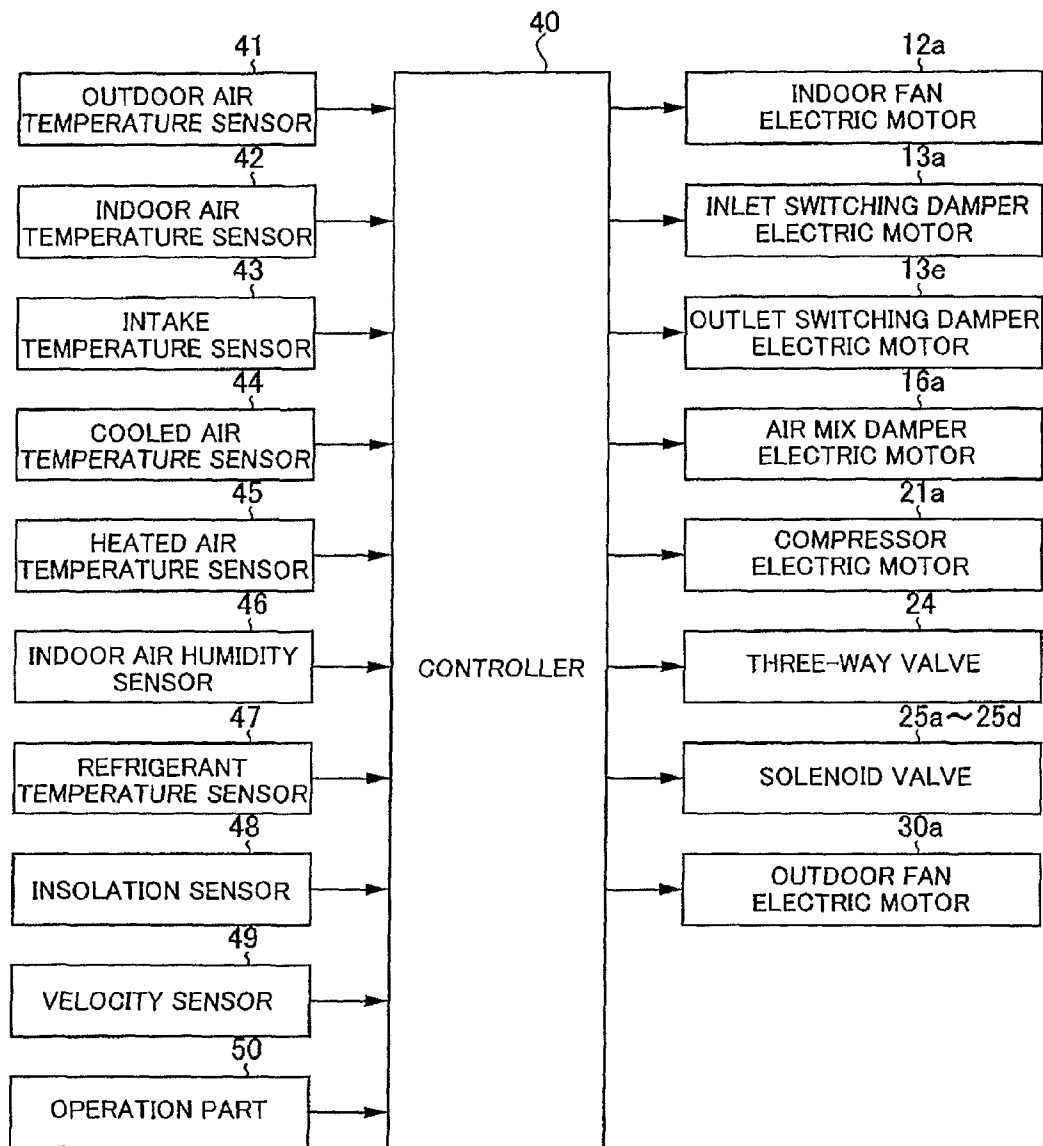 40
41
OUTDOOR AIR
TEMPERATURE SENSOR
42
INDOOR AIR
TEMPERATURE SENSOR
43
INTAKE
TEMPERATURE SENSOR
44
COOLED AIR
TEMPERATURE SENSOR
45
HEATED AIR
TEMPERATURE SENSOR
46
INDOOR AIR HUMIDITY
SENSOR
47
REFRIGERANT
TEMPERATURE SENSOR
48
INSOLATION SENSOR
49
VELOCITY SENSOR
50
OPERATION PART
CONTROLLER
12a
INDOOR FAN
ELECTRIC MOTOR
13a
INLET SWITCHING DAMPER
ELECTRIC MOTOR
13e
OUTLET SWITCHING DAMPER
ELECTRIC MOTOR
16a
AIR MIX DAMPER
ELECTRIC MOTOR
21a
COMPRESSOR
ELECTRIC MOTOR
24
THREE-WAY VALVE
25a～25d
SOLENOID VALVE
30a
OUTDOOR FAN
ELECTRIC MOTOR